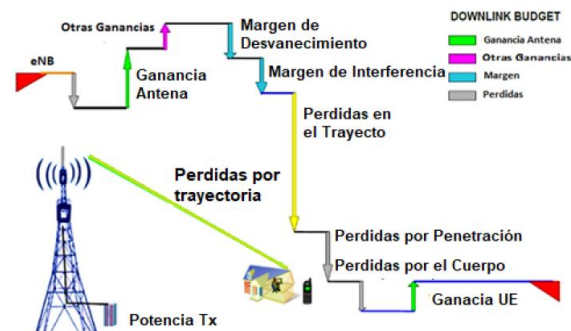 DOWNLINK BUDGET
Ganancia Antena
Otras Ganancias
Margen
Perdidas
Otras Ganancias
Margen de
Desvanecimiento
eNB
Ganancia
Antena
Margen de Interferencia
Perdidas en
el Trayecto
Perdidas por
trayectoria
Perdidas por Penetración
Perdidas por el Cuerpo
Ganacia UE
Potencia Tx